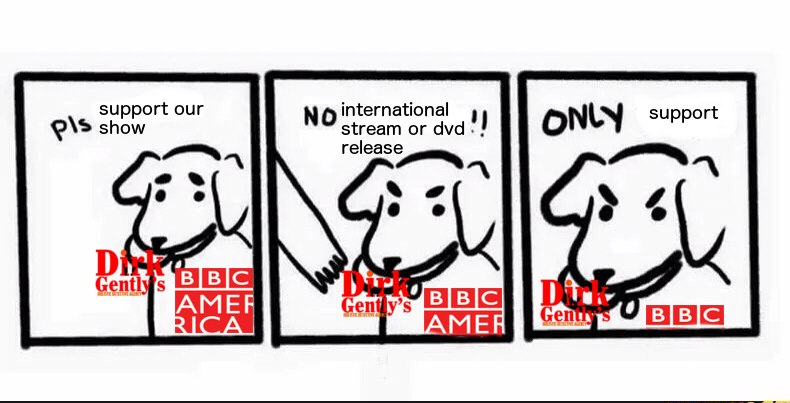 pls support our
show
Dirk
Gently's
BBC
AMER
RICA
NO international
stream or dvd !!
release
Dirk
Gently's
BBC
AMER
ONLY support
Dirk
Gently's
BBC